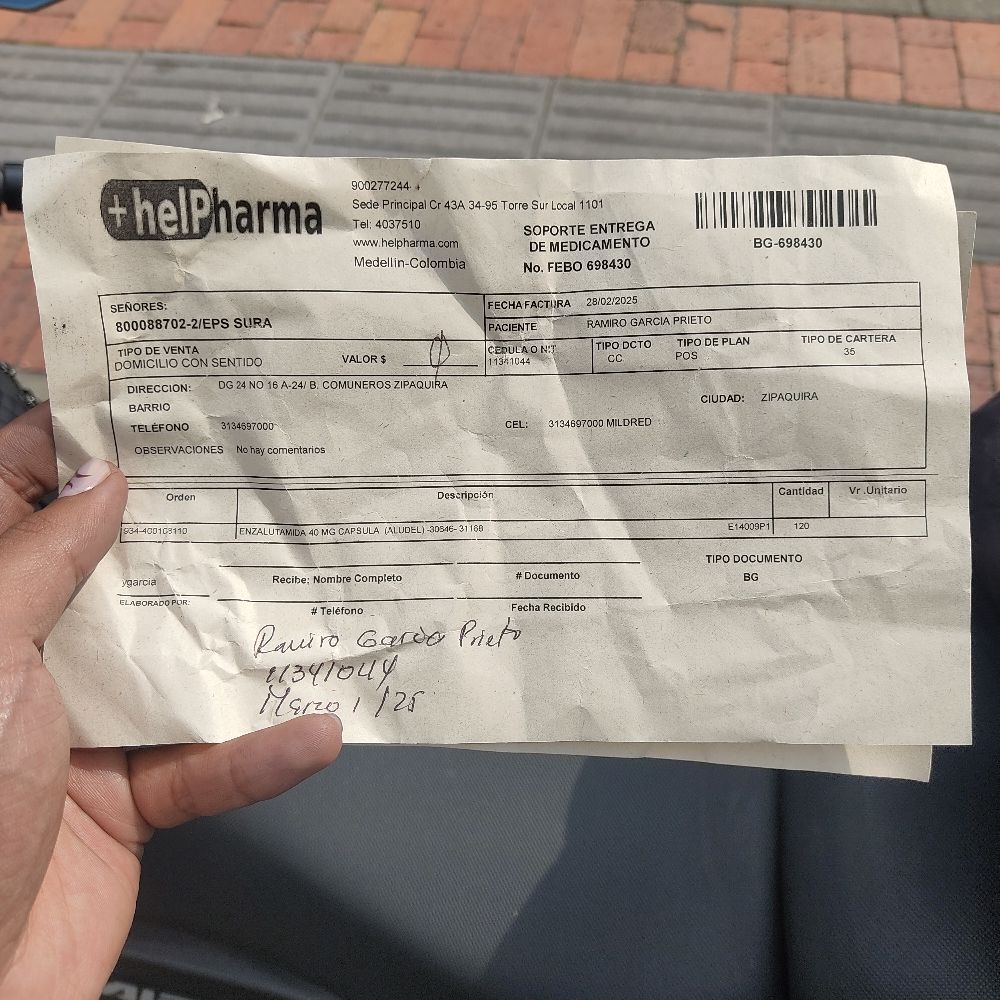 +helPharma
900277244 +
Sede Principal Cr 43A 34-95 Torre Sur Local 1101
Tel: 4037510
www.helpharma.com
Medellin-Colombia
SOPORTE ENTREGA
DE MEDICAMENTO
No. FEBO 698430
BG-698430
SEÑORES:
800088702-2/EPS SURA
FECHA FACTURA 28/02/2025
PACIENTE RAMIRO GARCIA PRIETO
TIPO DE VENTA
DOMICILIO CON SENTIDO
VALOR $ 0
CEDULA O NIT
11341044
TIPO DCTO
CC
TIPO DE PLAN
POS
TIPO DE CARTERA
35
DIRECCION: DG 24 NO 16 A-24/ B. COMUNEROS ZIPAQUIRA
CIUDAD: ZIPAQUIRA
BARRIO
TELÉFONO 3134697000
CEL: 3134697000 MILDRED
OBSERVACIONES No hay comentarios
Orden Descripción Cantidad Vr .Unitario
934-400103110 ENZALUTAMIDA 40 MG CAPSULA (ALUDEL) -30646- 31168 E14009P1 120
TIPO DOCUMENTO
BG
ygarcia
ELABORADO POR:
Recibe: Nombre Completo # Documento
# Teléfono Fecha Recibido
Ramiro Garcia Prieto
11341044
Marzo 1 /25